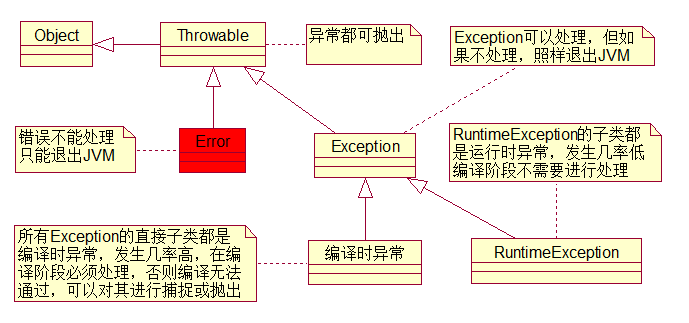 Object
Throwable
异常都可抛出
Exception可以处理，但如
果不处理，照样退出JVM
错误不能处理
只能退出JVM
Error
Exception
RuntimeException的子类都
是运行时异常，发生几率低
编译阶段不需要进行处理
所有Exception的直接子类都是
编译时异常，发生几率高，在编
译阶段必须处理，否则编译无法
通过，可以对其进行捕捉或抛出
编译时异常
RuntimeException